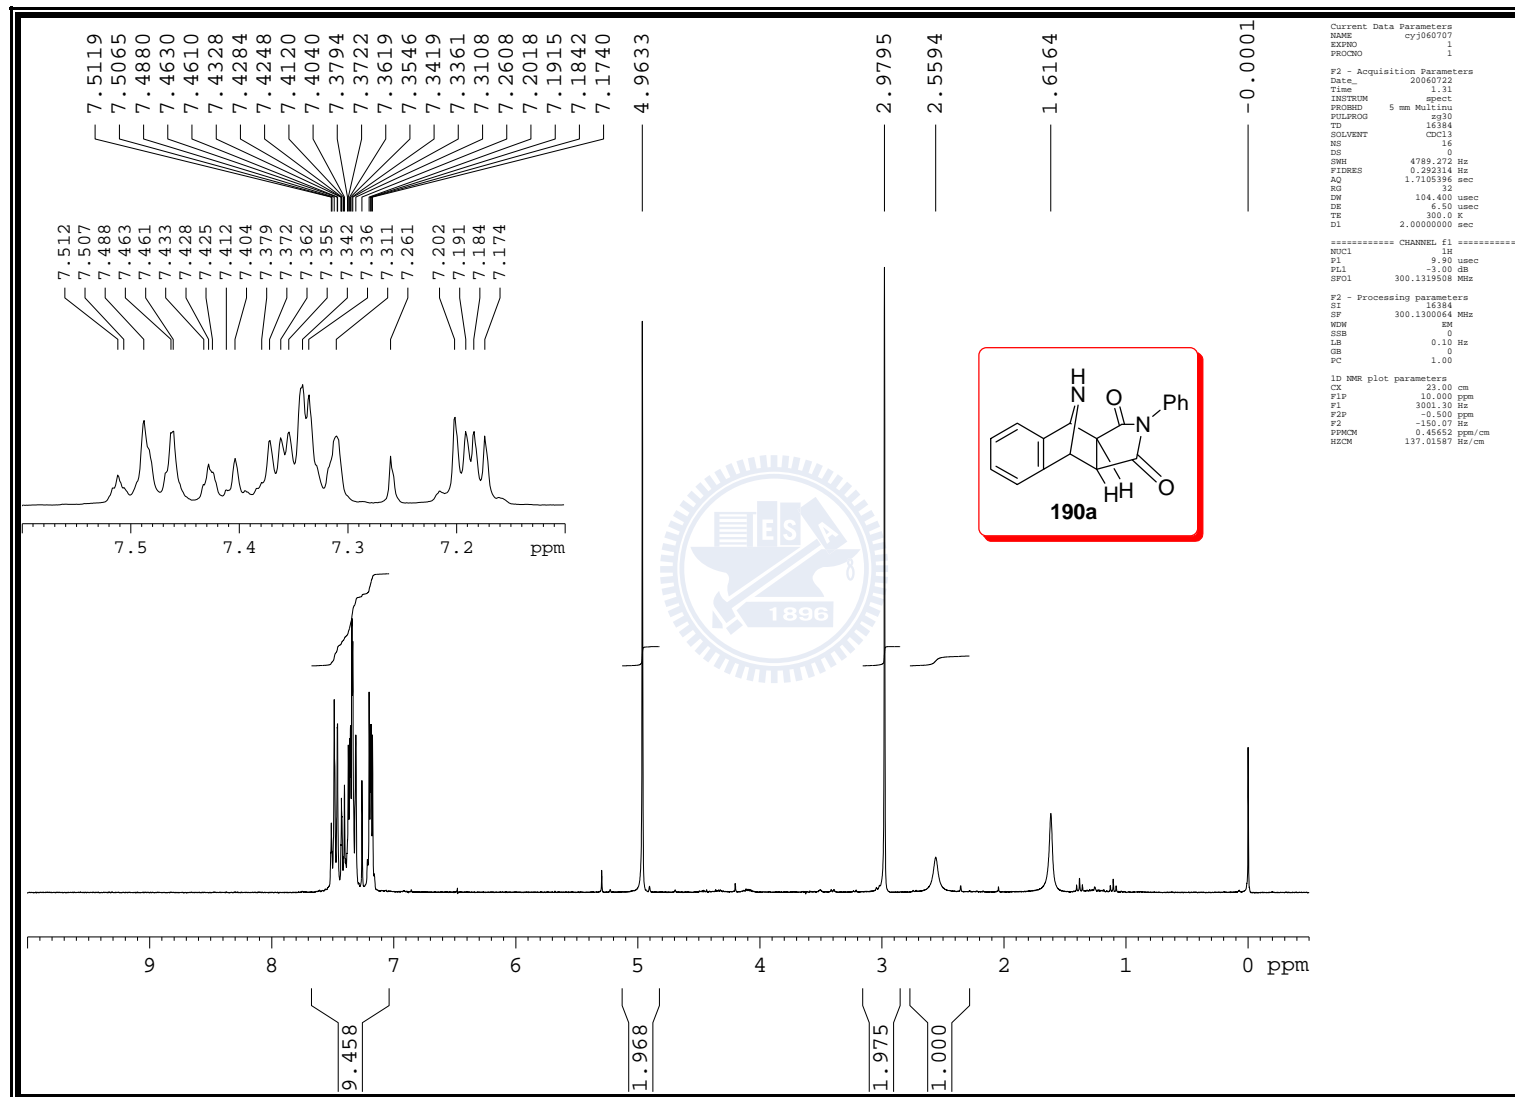 7.5119
7.5065
7.4880
7.4630
7.4610
7.4328
7.4284
7.4248
7.4120
7.4040
7.3794
7.3722
7.3619
7.3546
7.3419
7.3361
7.3108
7.2608
7.2018
7.1915
7.1842
7.1740
4.9633
2.9795
2.5594
1.6164
-0.0001
7.512
7.507
7.488
7.463
7.461
7.433
7.428
7.425
7.412
7.404
7.379
7.372
7.362
7.355
7.342
7.336
7.311
7.261
7.202
7.191
7.184
7.174
7.5 7.4 7.3 7.2 ppm
H
N O N Ph
O
H H
190a
ES
1896
9 8 7 6 5 4 3 2 1 0 ppm
9.458
1.968
1.975
1.000
Current Data Parameters
NAME cyj060707
EXPNO 1
PROCNO 1
F2 - Acquisition Parameters
Date_ 20060722
Time 1.31
INSTRUM spect
PROBHD 5 mm Multinu
PULPROG zg30
TD 16384
SOLVENT CDCl3
NS 16
DS 0
SWH 4789.272 Hz
FIDRES 0.292314 Hz
AQ 1.7105396 sec
RG 32
DW 104.400 usec
DE 6.50 usec
TE 300.0 K
D1 2.00000000 sec
============ CHANNEL f1 ===========
NUC1 1H
P1 9.90 usec
PL1 -3.00 dB
SFO1 300.1319508 MHz
F2 - Processing parameters
SI 16384
SF 300.1300064 MHz
WDW EM
SSB 0
LB 0.10 Hz
GB 0
PC 1.00
1D NMR plot parameters
CX 23.00 cm
F1P 10.000 ppm
F1 3001.30 Hz
F2P -0.500 ppm
F2 -150.07 Hz
PPMCM 0.45652 ppm/cm
HZCM 137.01587 Hz/cm